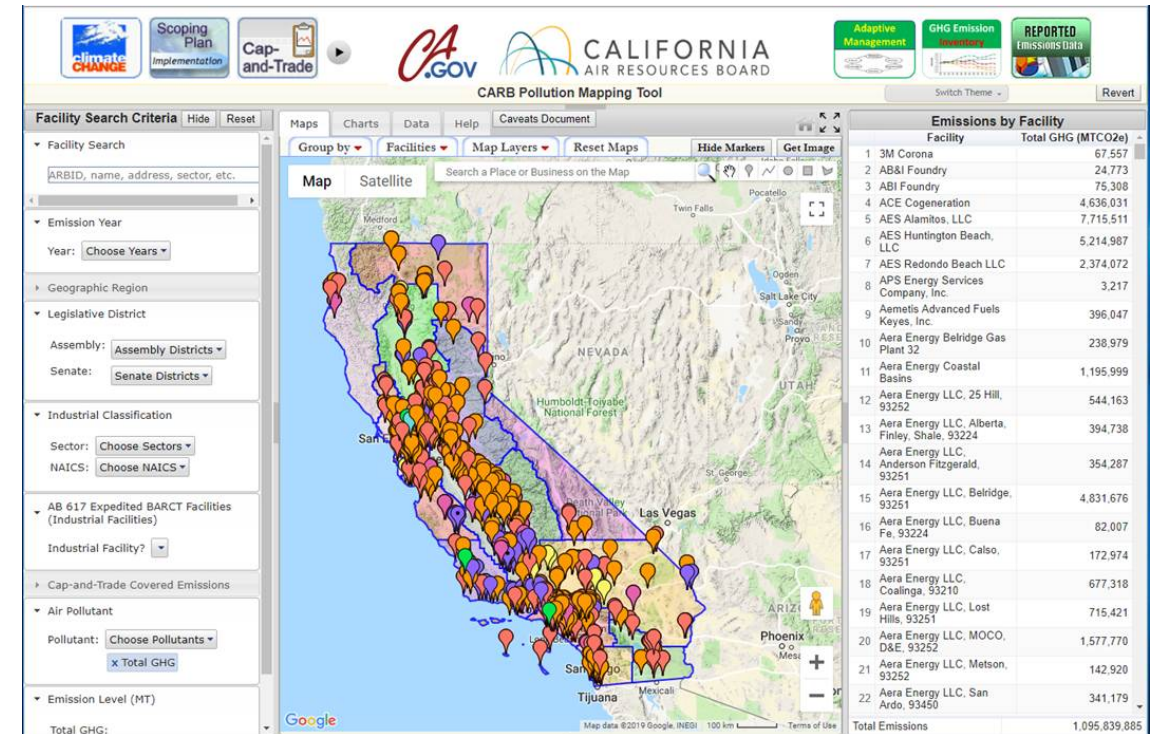 climate
CHANGE
Scoping
Plan
Implementation
Cap-
and-Trade
CA
.GOV
CALIFORNIA
AIR RESOURCES BOARD
Adaptive
Management
GHG Emission
Inventory
REPORTED
Emissions Data
CARB Pollution Mapping Tool
Switch Theme
Revert
Facility Search Criteria Hide Reset
Facility Search
ARBID, name, address, sector, etc.
Emission Year
Year: Choose Years
Geographic Region
Legislative District
Assembly: Assembly Districts
Senate: Senate Districts
Industrial Classification
Sector: Choose Sectors
NAICS: Choose NAICS
AB 617 Expedited BARCT Facilities
(Industrial Facilities)
Industrial Facility?
Cap-and-Trade Covered Emissions
Air Pollutant
Pollutant: Choose Pollutants
x Total GHG
Emission Level (MT)
Total GHG:
Maps Charts Data Help Caveats Document
Group by Facilities Map Layers Reset Maps Hide Markers Get Image
Map Satellite Search a Place or Business on the Map
Medford
Twin Falls
Pocatello
Ogden
Salt Lake City
Sandy
Provo
NEVADA
UTAH
Humboldt-Toiyabe
National Forest
St. George
Death Valley
Las Vegas
Phoenix
Mesa
Tijuana
Mexicali
Google
Map data ©2019 Google, INEGI 100 km Terms of Use
Emissions by Facility
Facility Total GHG (MTCO2e)
1 3M Corona 67,557
2 AB&I Foundry 24,773
3 ABI Foundry 75,308
4 ACE Cogeneration 4,636,031
5 AES Alamitos, LLC 7,715,511
6 AES Huntington Beach, 5,214,987
LLC
7 AES Redondo Beach LLC 2,374,072
8 APS Energy Services 3,217
Company, Inc.
9 Aemetis Advanced Fuels 396,047
Keyes, Inc.
10 Aera Energy Belridge Gas 238,979
Plant 32
11 Aera Energy Coastal 1,195,999
Basins
12 Aera Energy LLC, 25 Hill, 544,163
93252
13 Aera Energy LLC, Alberta, 394,738
Finley, Shale, 93224
Aera Energy LLC,
14 Anderson Fitzgerald, 354,287
93251
15 Aera Energy LLC, Belridge, 4,831,676
93251
16 Aera Energy LLC, Buena 82,007
Fe, 93224
17 Aera Energy LLC, Calso, 172,974
93251
18 Aera Energy LLC, 677,318
Coalinga, 93210
19 Aera Energy LLC, Lost 715,421
Hills, 93251
20 Aera Energy LLC, MOCO, 1,577,770
D&E, 93252
21 Aera Energy LLC, Metson, 142,920
93252
22 Aera Energy LLC, San 341,179
Ardo, 93450
Total Emissions 1,095,839,885